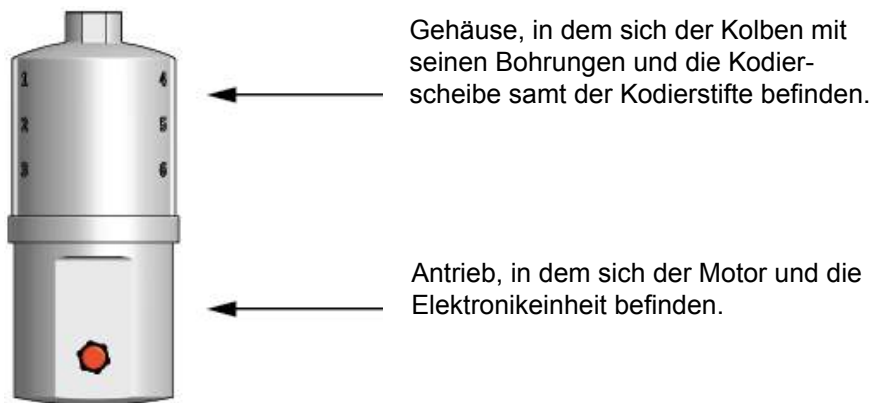 Gehäuse, in dem sich der Kolben mit
seinen Bohrungen und die Kodier-
scheibe samt der Kodierstifte befinden.
1 4
2 5
3 6
Antrieb, in dem sich der Motor und die
Elektronikeinheit befinden.